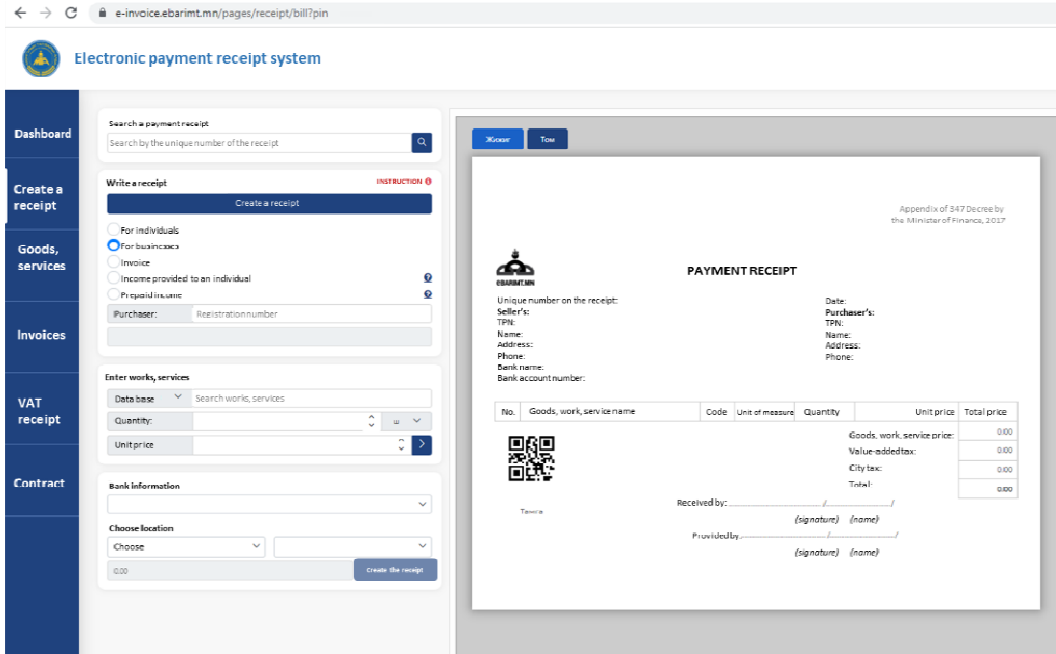 e-invoice.ebarimt.mn/pages/receipt/bill?pin
Electronic payment receipt system
Dashboard
Create a
receipt
Goods,
services
Invoices
VAT
receipt
Contract
Search a payment receipt
Search by the unique number of the receipt
Write a receipt
INSTRUCTION
Create a receipt
For individuals
For businesses
Invoice
Income provided to an individual
Prepaid income
Purchaser: Registration number
Enter works, services
Data base Search works, services
Quantity:
Unit price
Bank information
Choose location
Choose
0.00 Create the receipt
Жижиг Том
Appendix of 347 Decree by
the Minister of Finance, 2017
EBARIMT.MN
PAYMENT RECEIPT
Unique number on the receipt:
Seller's:
TPN:
Name:
Address:
Phone:
Bank name:
Bank account number:
Date:
Purchaser's:
TPN:
Name:
Address:
Phone:
No. Goods, work, service name Code Unit of measure Quantity Unit price Total price
Goods, work, service price: 0.00
Value-added tax: 0.00
City tax: 0.00
Total: 0.00
Тамга
Received by:........................./................../
(signature) (name)
Provided by........................./................../
(signature) (name)